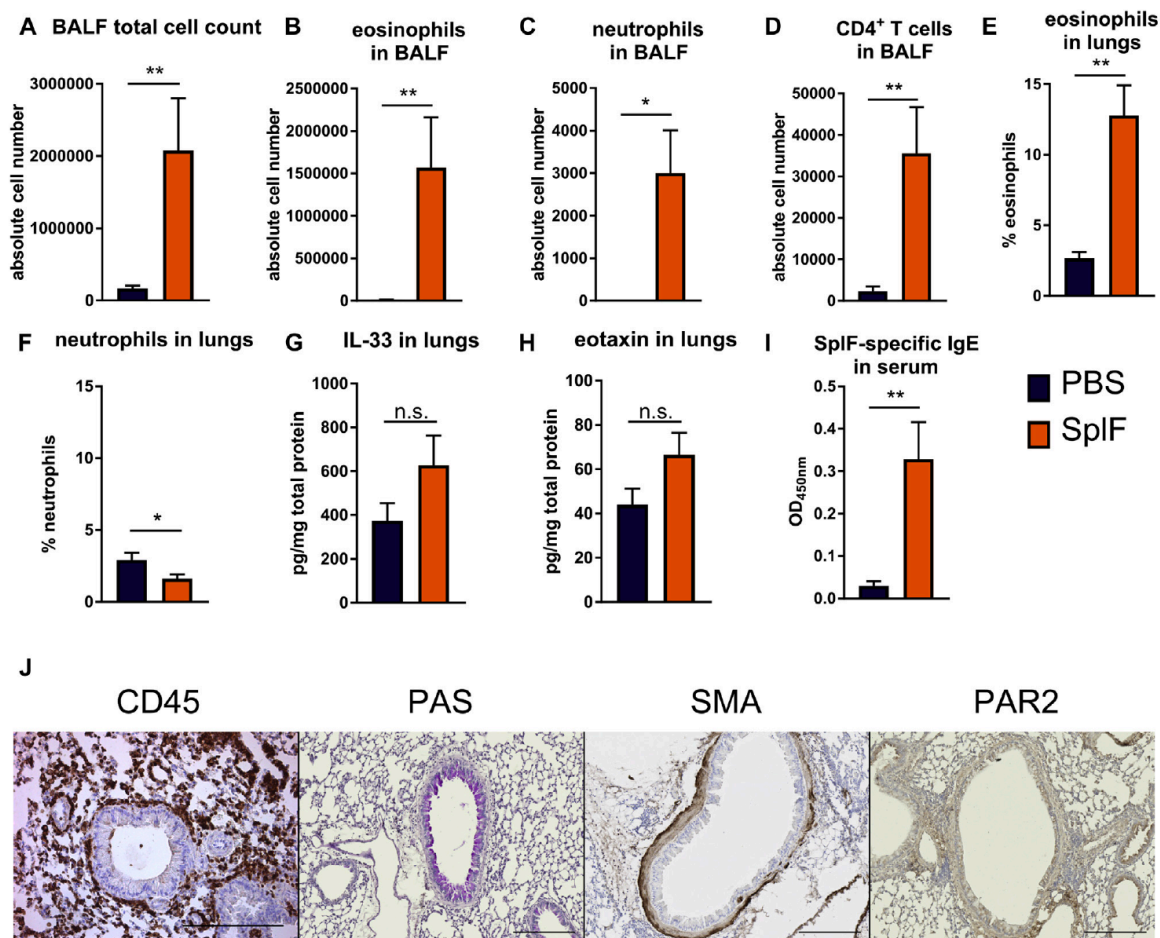 A BALF total cell count
absolute cell number
3000000
2000000
1000000
0
**
B eosinophils
in BALF
absolute cell number
2500000
2000000
1500000
1000000
500000
0
**
C neutrophils
in BALF
absolute cell number
5000
4000
3000
2000
1000
0
*
D CD4⁺ T cells
in BALF
absolute cell number
50000
40000
30000
20000
10000
0
**
E eosinophils
in lungs
% eosinophils
15
10
5
0
**
F neutrophils in lungs
% neutrophils
15
10
5
0
*
G IL-33 in lungs
pg/mg total protein
1000
800
600
400
200
0
n.s.
H eotaxin in lungs
pg/mg total protein
80
60
40
20
0
n.s.
I SplF-specific IgE
in serum
OD450nm
0.5
0.4
0.3
0.2
0.1
0.0
**
PBS
SplF
J
CD45
PAS
SMA
PAR2